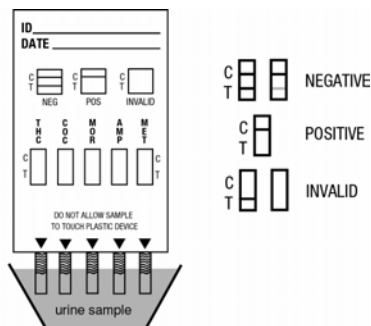 ID
DATE
C
T
NEG
POS
INVALID
THC
COC
MOR
AMP
MET
C
T
C
T
DO NOT ALLOW SAMPLE
TO TOUCH PLASTIC DEVICE
urine sample
C
T
NEGATIVE
C
T
POSITIVE
C
T
INVALID